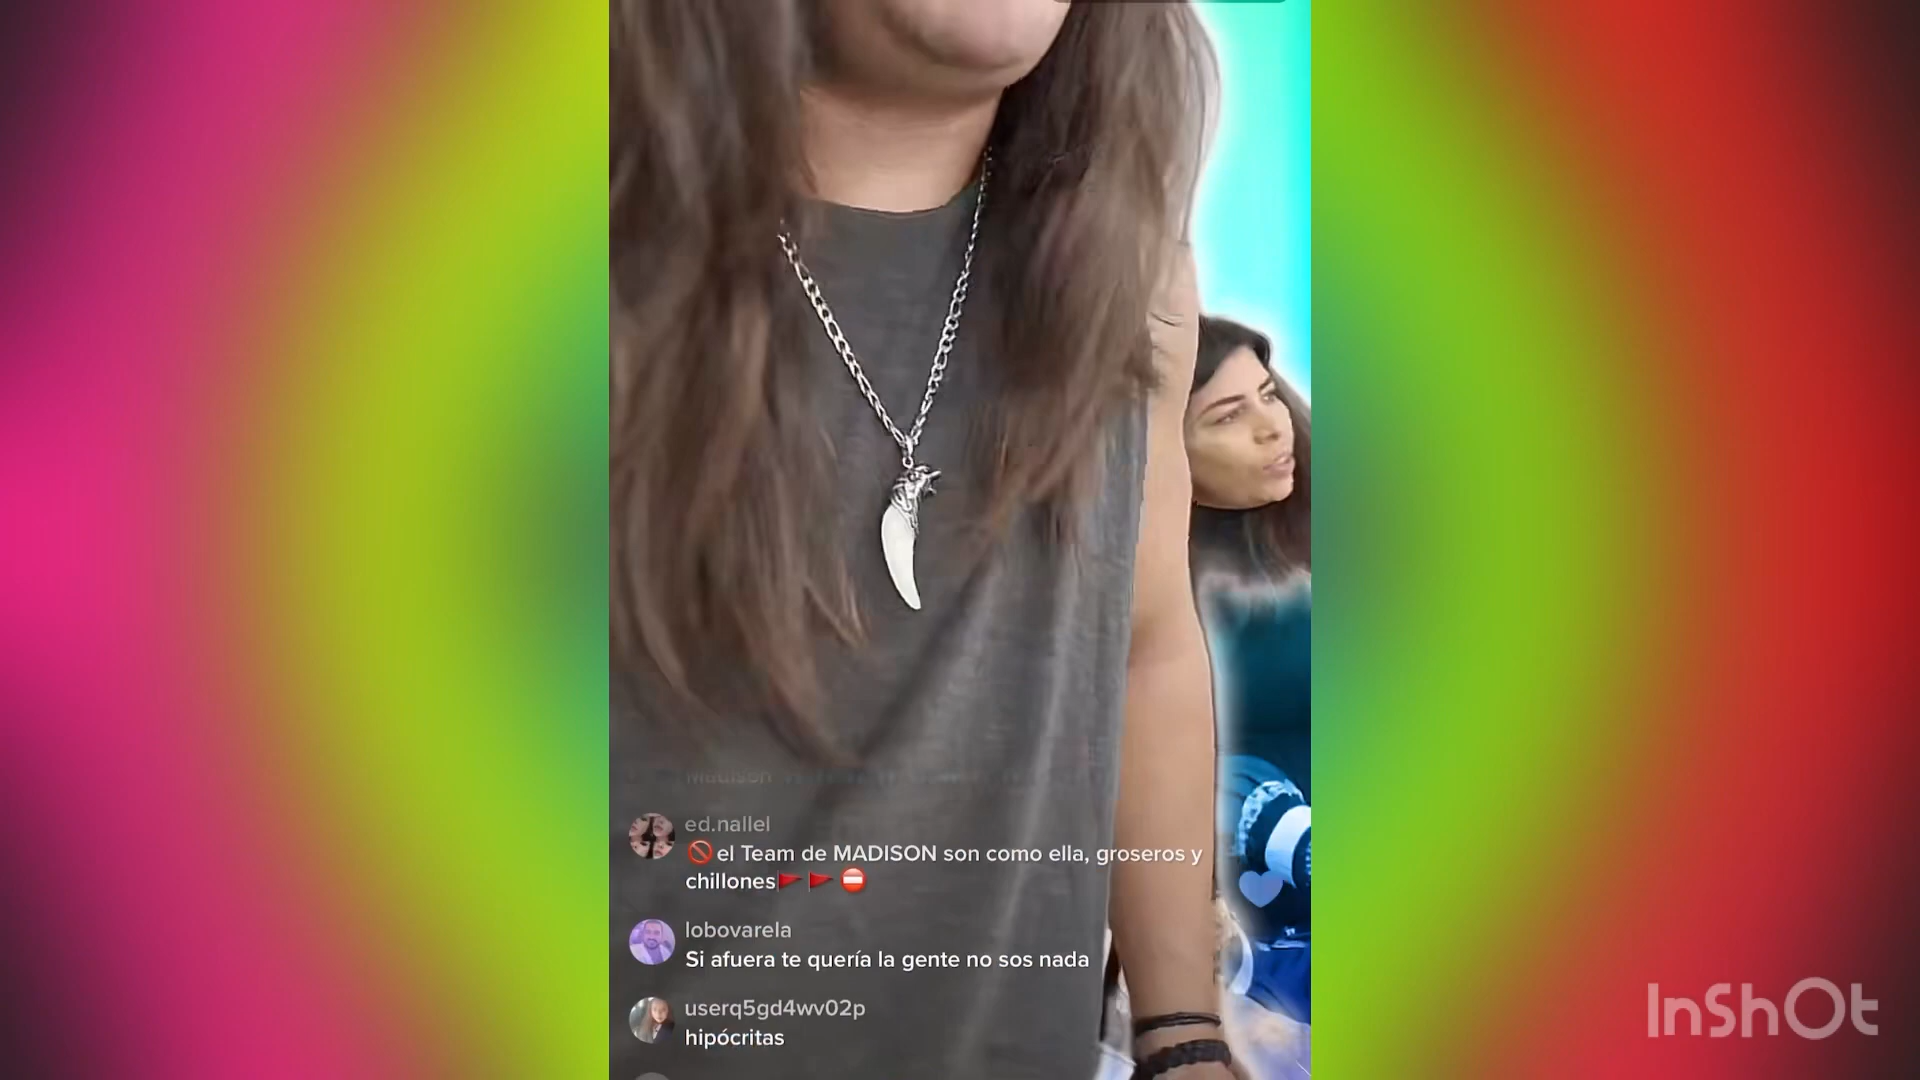 Madison
ed.nallel
🚫el Team de MADISON son como ella, groseros y
chillones🚩🚩⛔
lobovarela
Si afuera te quería la gente no sos nada
userq5gd4wv02p
hipócritas
InShOt